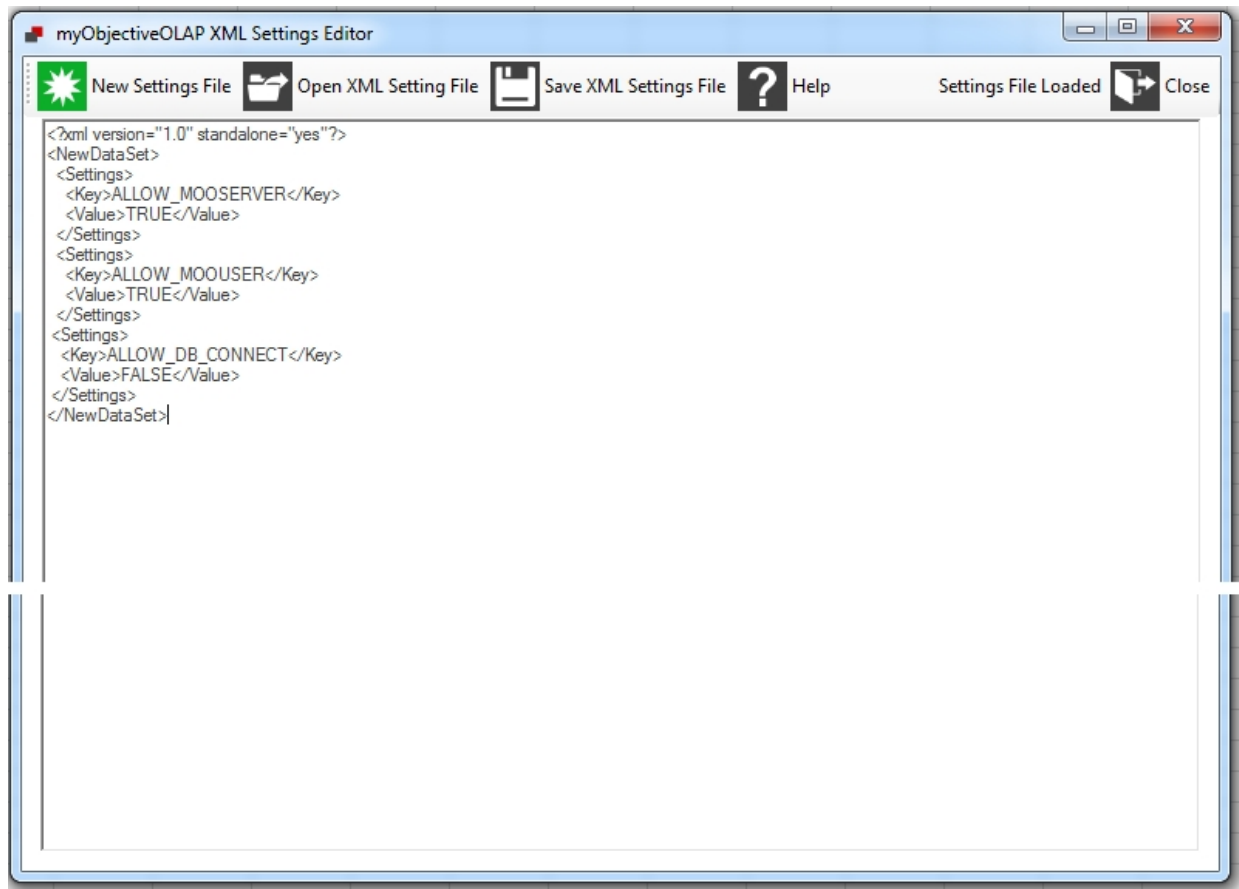 myObjectiveOLAP XML Settings Editor
New Settings File Open XML Setting File Save XML Settings File Help Settings File Loaded Close
<?xml version="1.0" standalone="yes"?>
<NewDataSet>
<Settings>
<Key>ALLOW_MOOSERVER</Key>
<Value>TRUE</Value>
</Settings>
<Settings>
<Key>ALLOW_MOOUSER</Key>
<Value>TRUE</Value>
</Settings>
<Settings>
<Key>ALLOW_DB_CONNECT</Key>
<Value>FALSE</Value>
</Settings>
</NewDataSet>